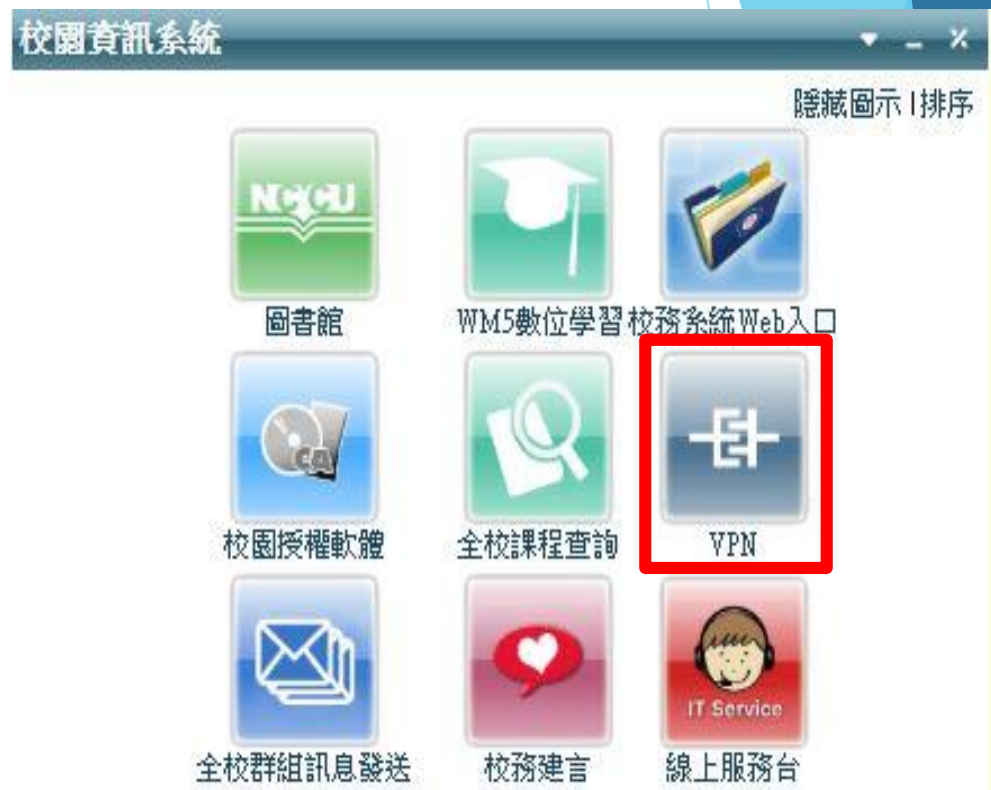 校園資訊系統
隱藏圖示 | 排序
NCCU
圖書館
WM5數位學習
校務系統Web入口
CA
校園授權軟體
全校課程查詢
VPN
全校群組訊息發送
校務建言
IT Service
線上服務台